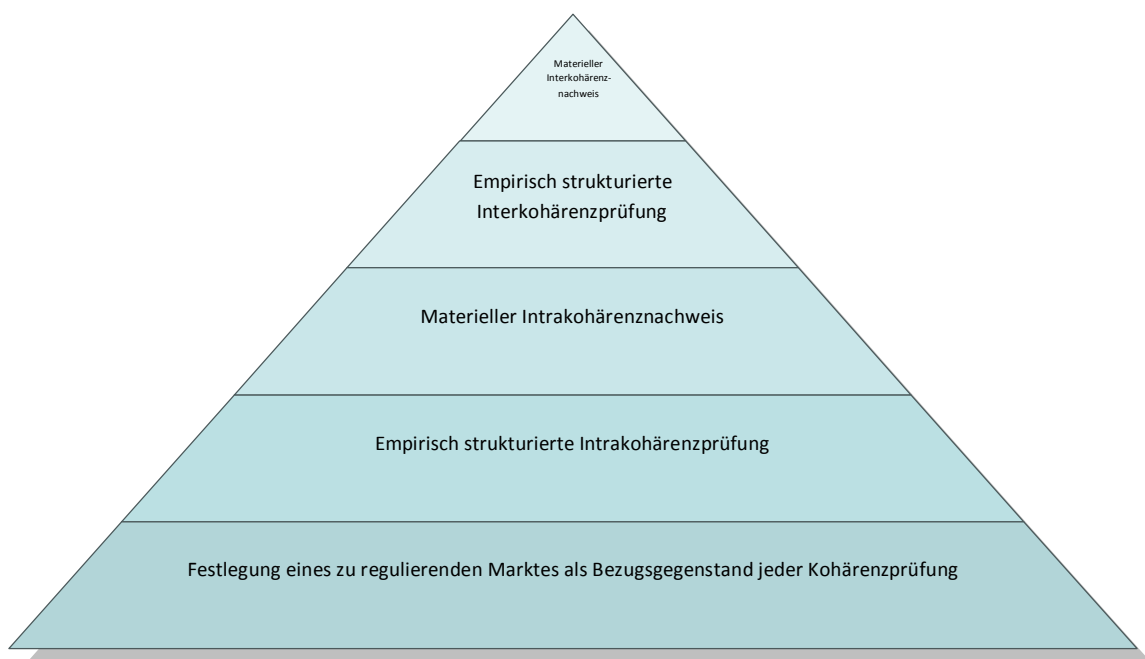 Materieller
Interkohärenz-
nachweis
Empirisch strukturierte
Interkohärenzprüfung
Materieller Intrakohärenznachweis
Empirisch strukturierte Intrakohärenzprüfung
Festlegung eines zu regulierenden Marktes als Bezugsgegenstand jeder Kohärenzprüfung